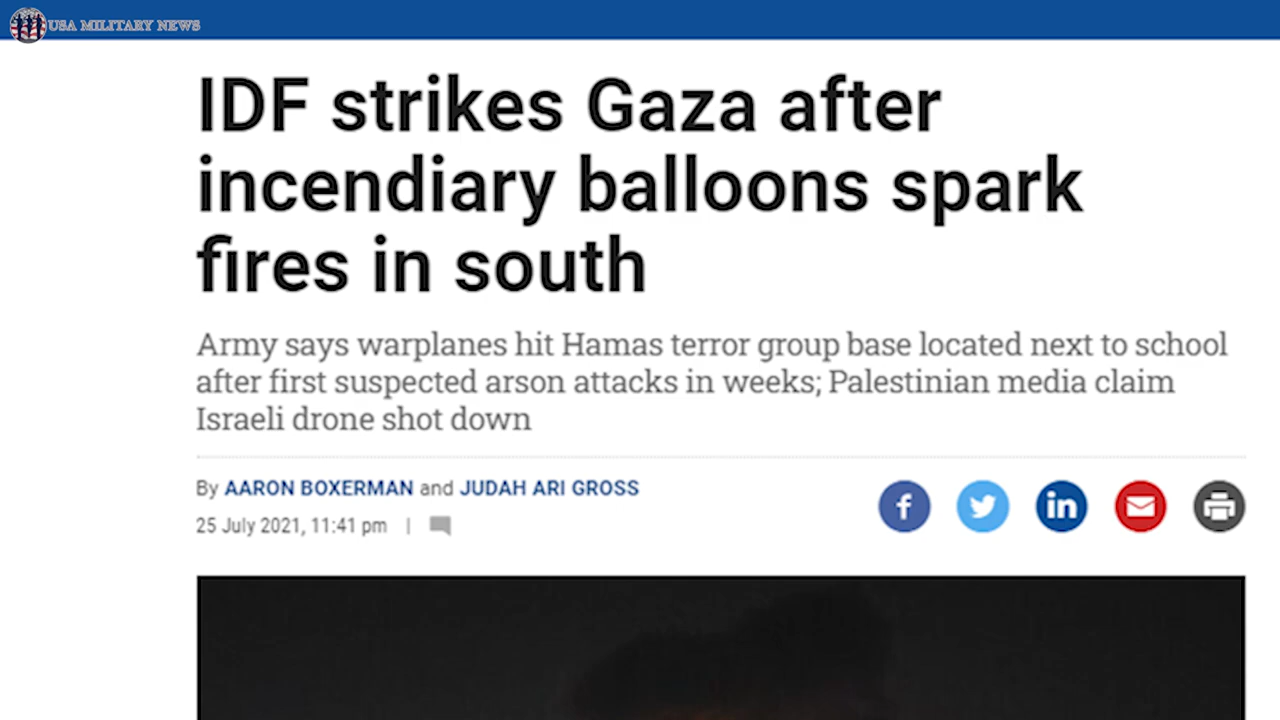 USA MILITARY NEWS
IDF strikes Gaza after
incendiary balloons spark
fires in south
Army says warplanes hit Hamas terror group base located next to school
after first suspected arson attacks in weeks; Palestinian media claim
Israeli drone shot down
By AARON BOXERMAN and JUDAH ARI GROSS
25 July 2021, 11:41 pm |